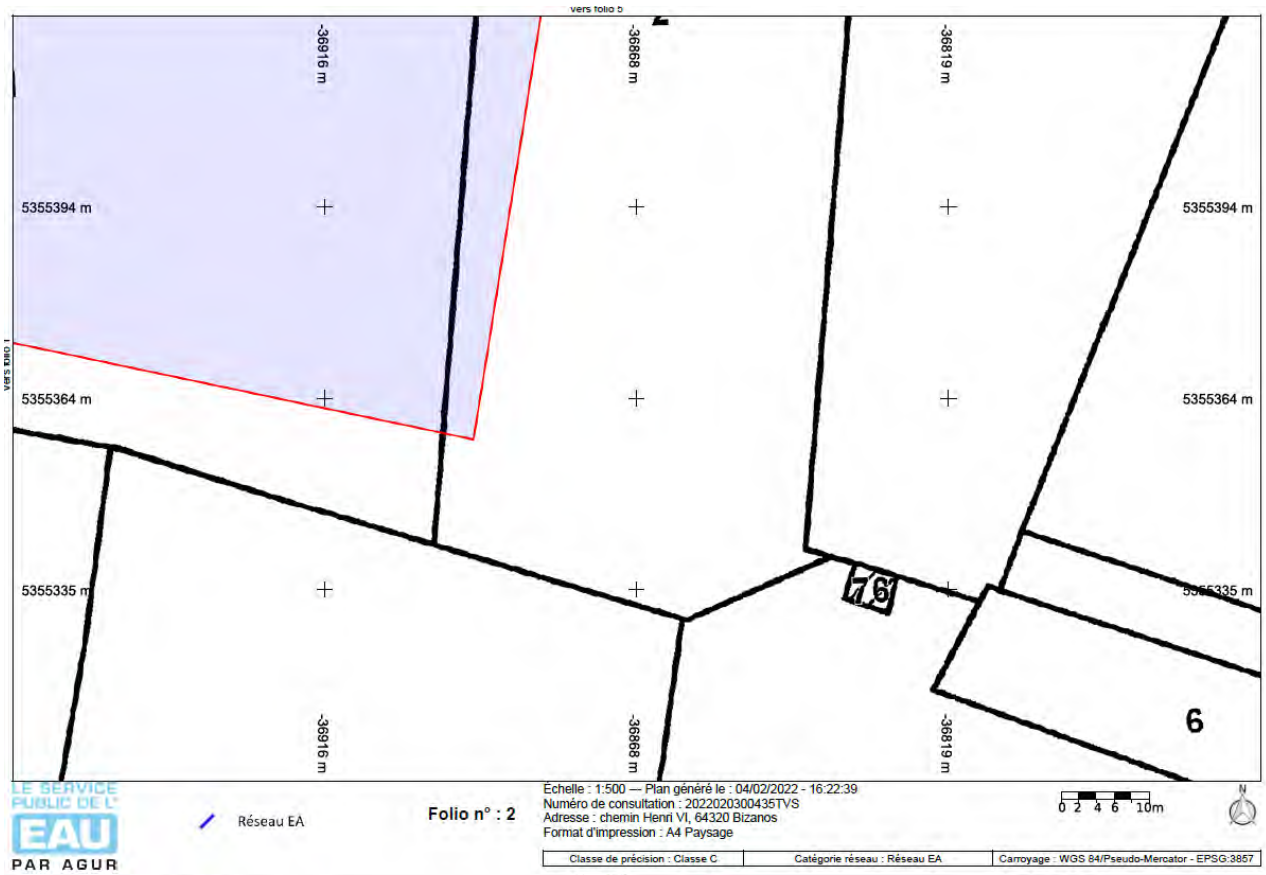 vers folio 5
2
-36916 m
-36868 m
-36819 m
5355394 m
5355394 m
vers folio 1
5355364 m
5355364 m
5355335 m
5355335 m
76
6
-36916 m
-36868 m
-36819 m
LE SERVICE
PUBLIC DE L'
EAU
PAR AGUR
Réseau EA
Folio n° : 2
Échelle : 1:500 — Plan généré le : 04/02/2022 - 16:22:39
Numéro de consultation : 2022020300435TVS
Adresse : chemin Henri VI, 64320 Bizanos
Format d'impression : A4 Paysage
0 2 4 6 10m
N
Classe de précision : Classe C
Catégorie réseau : Réseau EA
Carroyage : WGS 84/Pseudo-Mercator - EPSG:3857